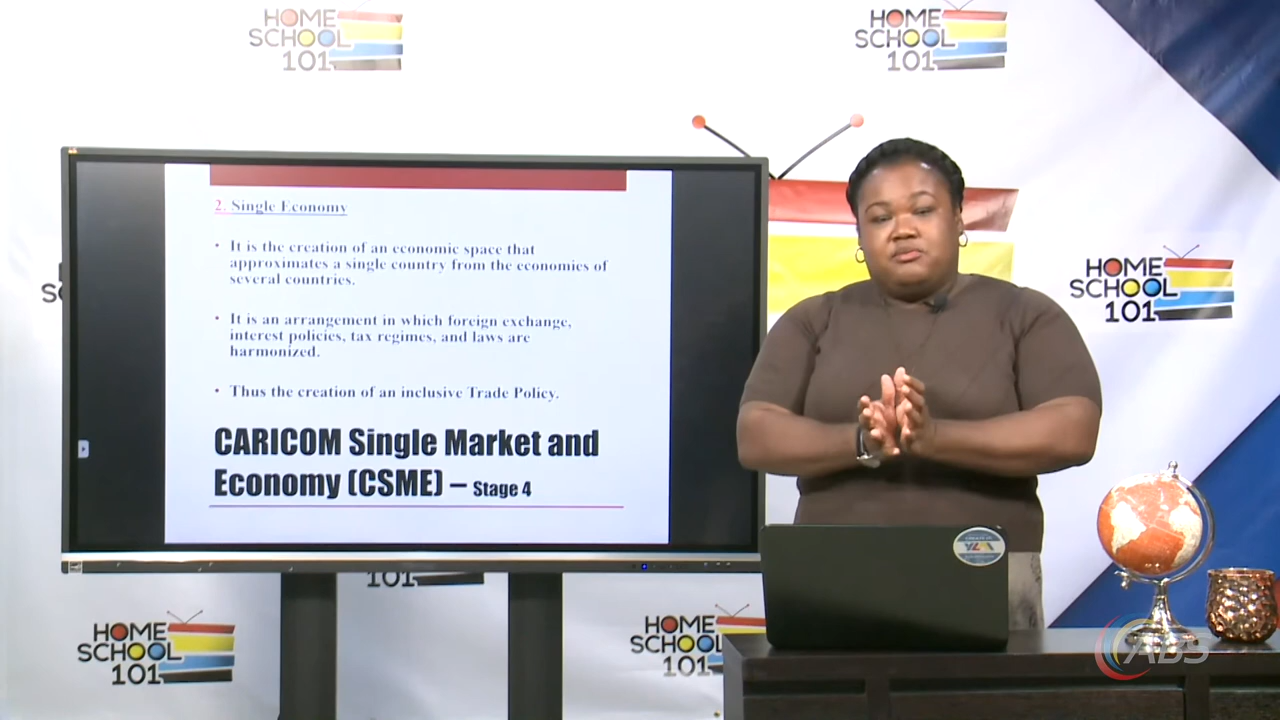 HOME
SCHOOL
101
HOME
SCHOOL
101
2. Single Economy
• It is the creation of an economic space that
approximates a single country from the economies of
several countries.
• It is an arrangement in which foreign exchange,
interest policies, tax regimes, and laws are
harmonized.
• Thus the creation of an inclusive Trade Policy.
CARICOM Single Market and
Economy (CSME) – Stage 4
HOME
SCHOOL
101
101
HOME
SCHOOL
101
HOME
SCHOOL
101
ABS